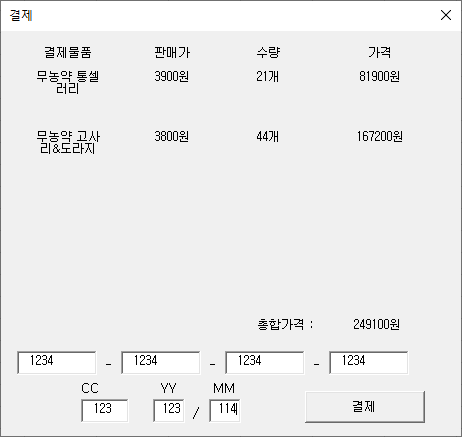 결제
결제물품 판매가 수량 가격
무농약 통셀
러리 3900원 21개 81900원
무농약 고사
리&도라지 3800원 44개 167200원
총합가격 : 249100원
1234 - 1234 - 1234 - 1234
CC YY MM
123 123 / 114 결제